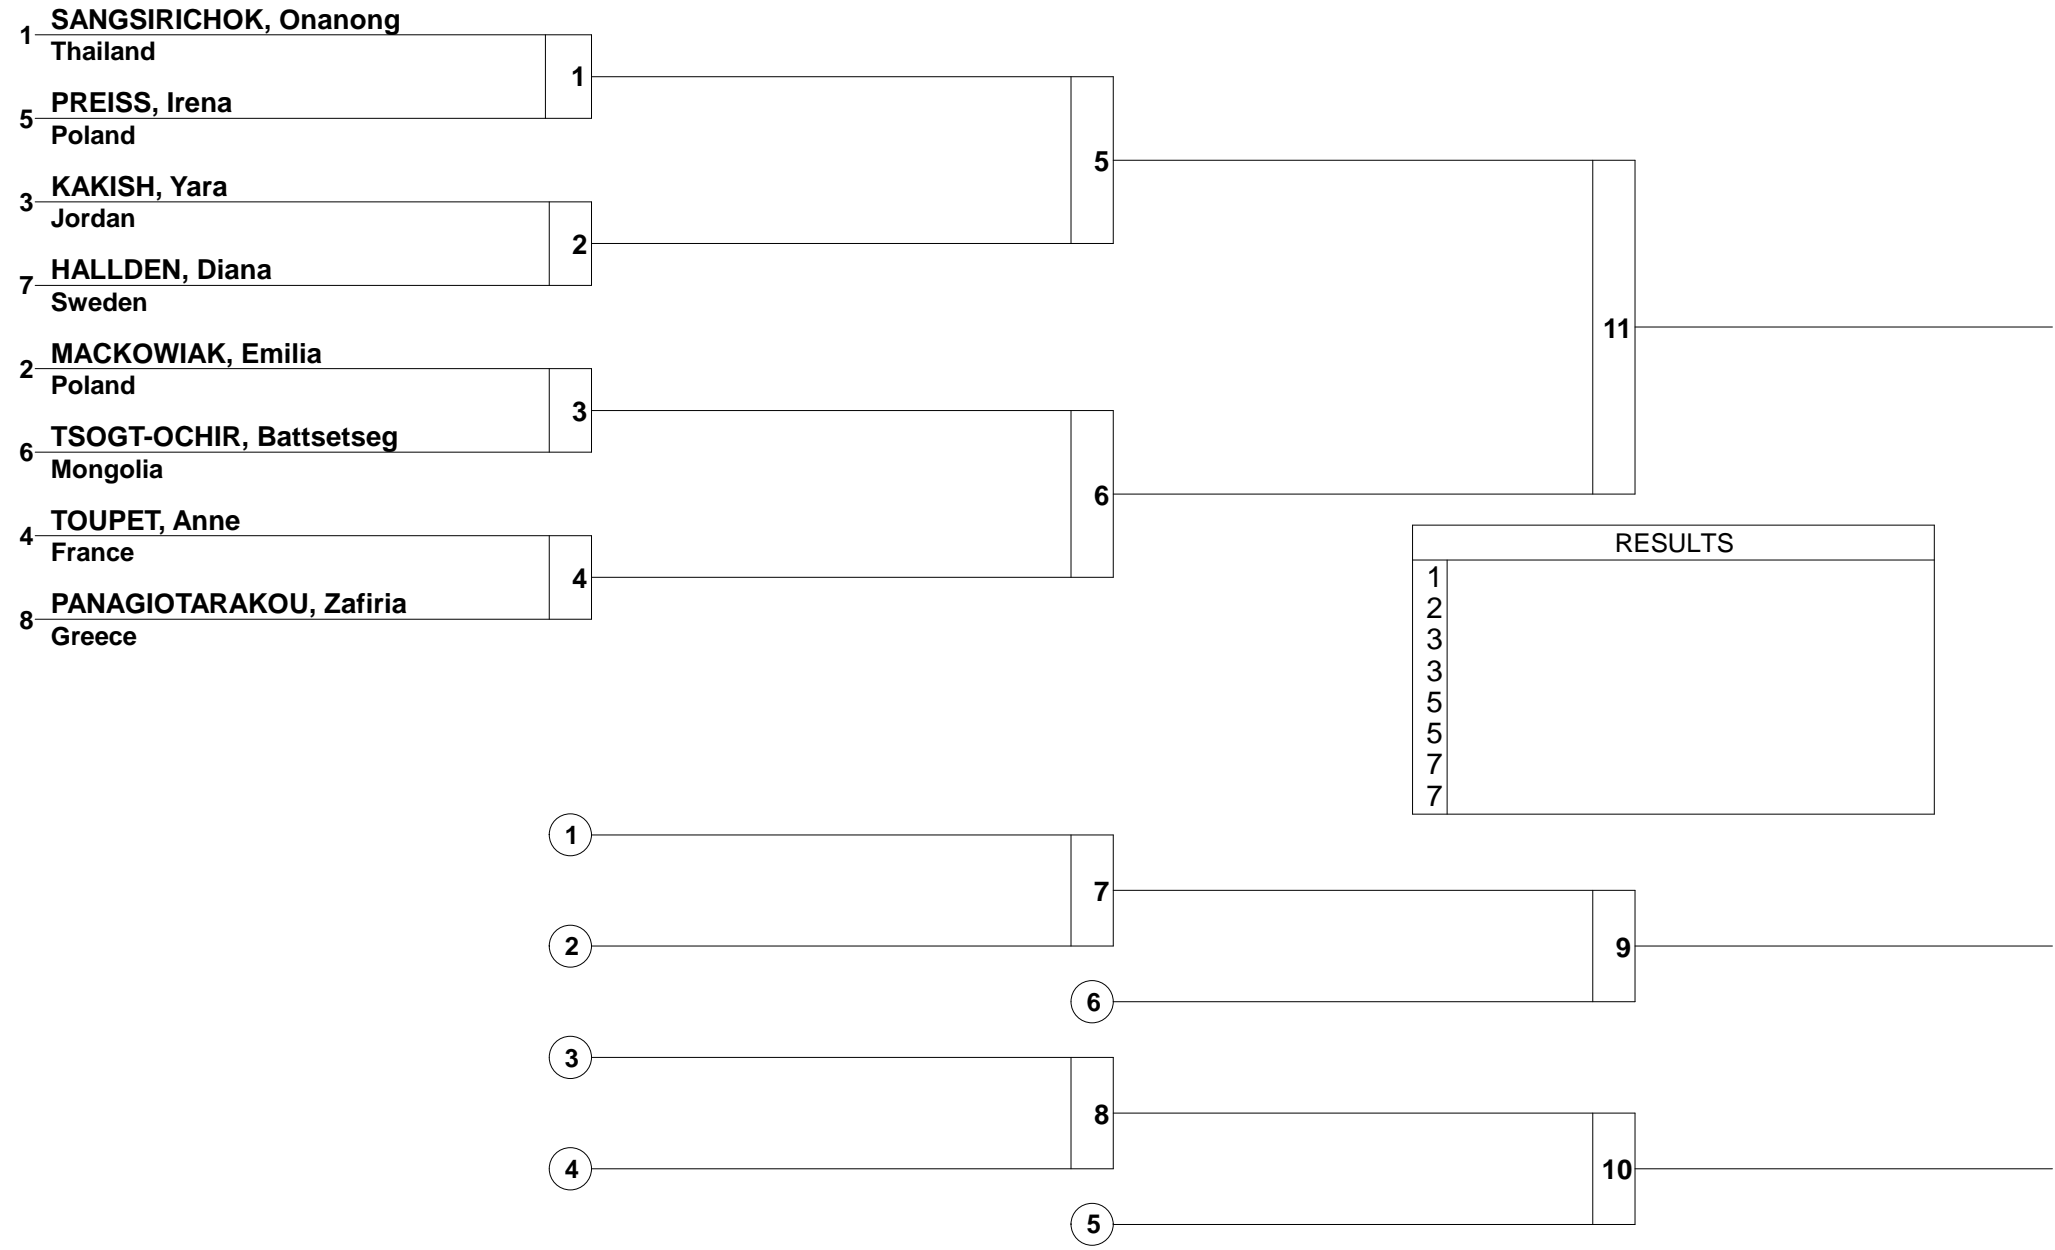 SANGSIRICHOK, Onanong
1
Thailand
1
PREISS, Irena
5
Poland
5
KAKISH, Yara
3
Jordan
2
HALLDEN, Diana
7
Sweden
11
MACKOWIAK, Emilia
2
Poland
3
TSOGT-OCHIR, Battsetseg
6
Mongolia
6
TOUPET, Anne
4
France
4
PANAGIOTARAKOU, Zafiria
8
Greece
RESULTS
1
2
3
3
5
5
7
7
1
7
2
9
6
3
8
4
10
5